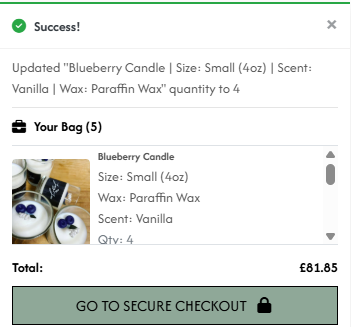 Success!
×
Updated "Blueberry Candle | Size: Small (4oz) | Scent:
Vanilla | Wax: Paraffin Wax" quantity to 4
Your Bag (5)
Blueberry Candle
Size: Small (4oz)
Wax: Paraffin Wax
Scent: Vanilla
Qty: 4
Total: £81.85
GO TO SECURE CHECKOUT